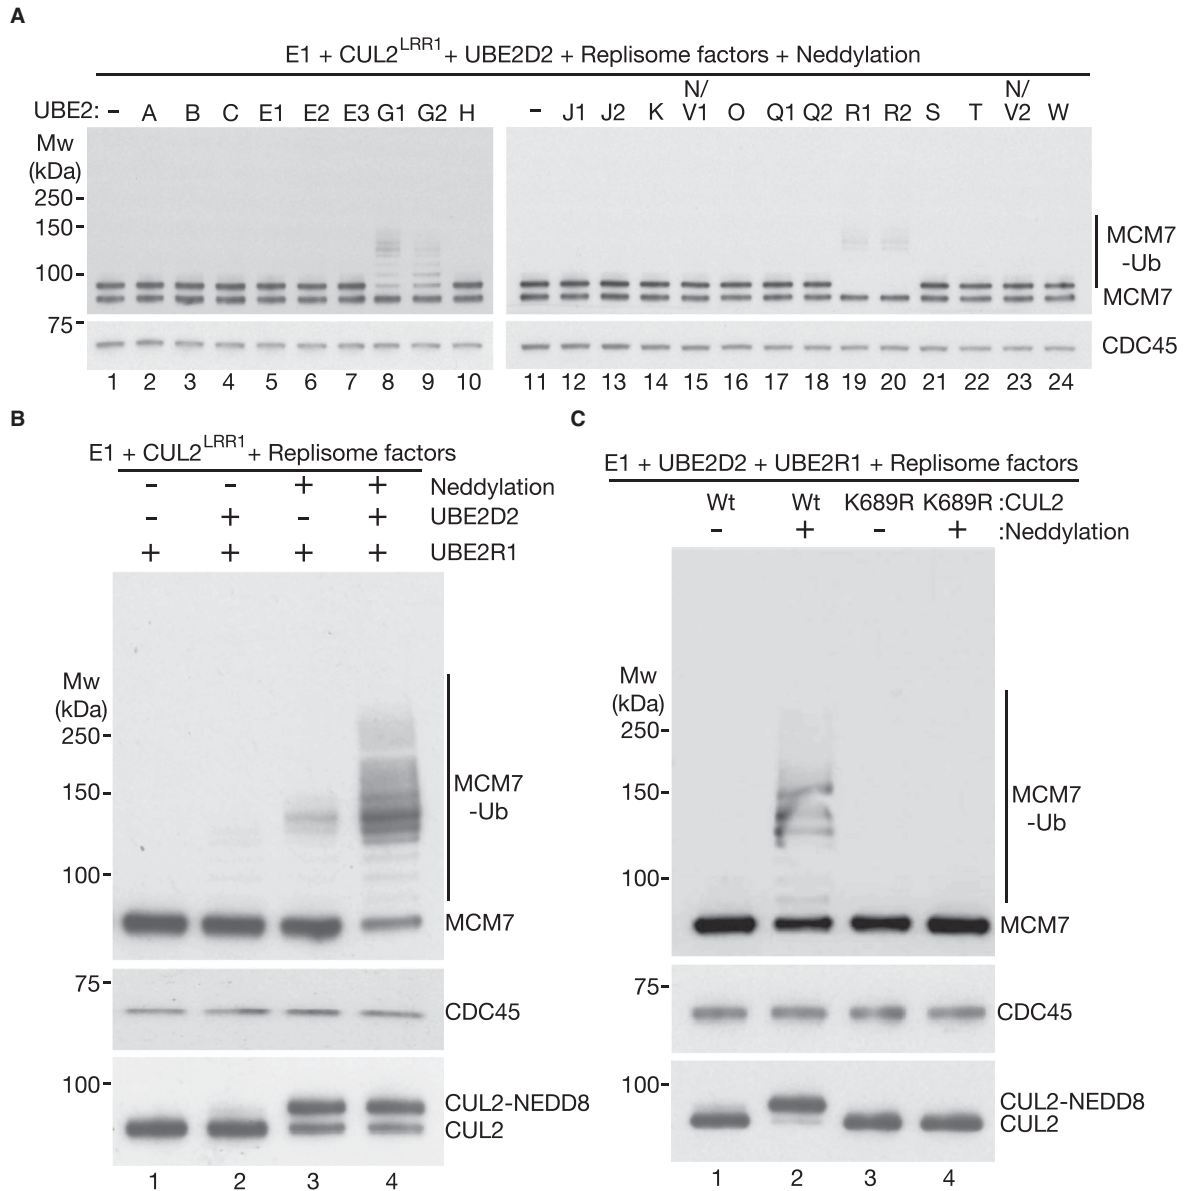 A
E1 + CUL2^LRR1 + UBE2D2 + Replisome factors + Neddylation
UBE2: – A B C E1 E2 E3 G1 G2 H – J1 J2 K N/V1 O Q1 Q2 R1 R2 S T N/V2 W
Mw
(kDa)
250
150
100
75
MCM7
-Ub
MCM7
CDC45
1 2 3 4 5 6 7 8 9 10 11 12 13 14 15 16 17 18 19 20 21 22 23 24
B
E1 + CUL2^LRR1 + Replisome factors
– – + + Neddylation
– + – + UBE2D2
+ + + + UBE2R1
Mw
(kDa)
250
150
100
MCM7
-Ub
MCM7
75
CDC45
100
CUL2-NEDD8
CUL2
1 2 3 4
C
E1 + UBE2D2 + UBE2R1 + Replisome factors
Wt Wt K689R K689R :CUL2
– + – + :Neddylation
Mw
(kDa)
250
150
100
MCM7
-Ub
MCM7
75
CDC45
100
CUL2-NEDD8
CUL2
1 2 3 4